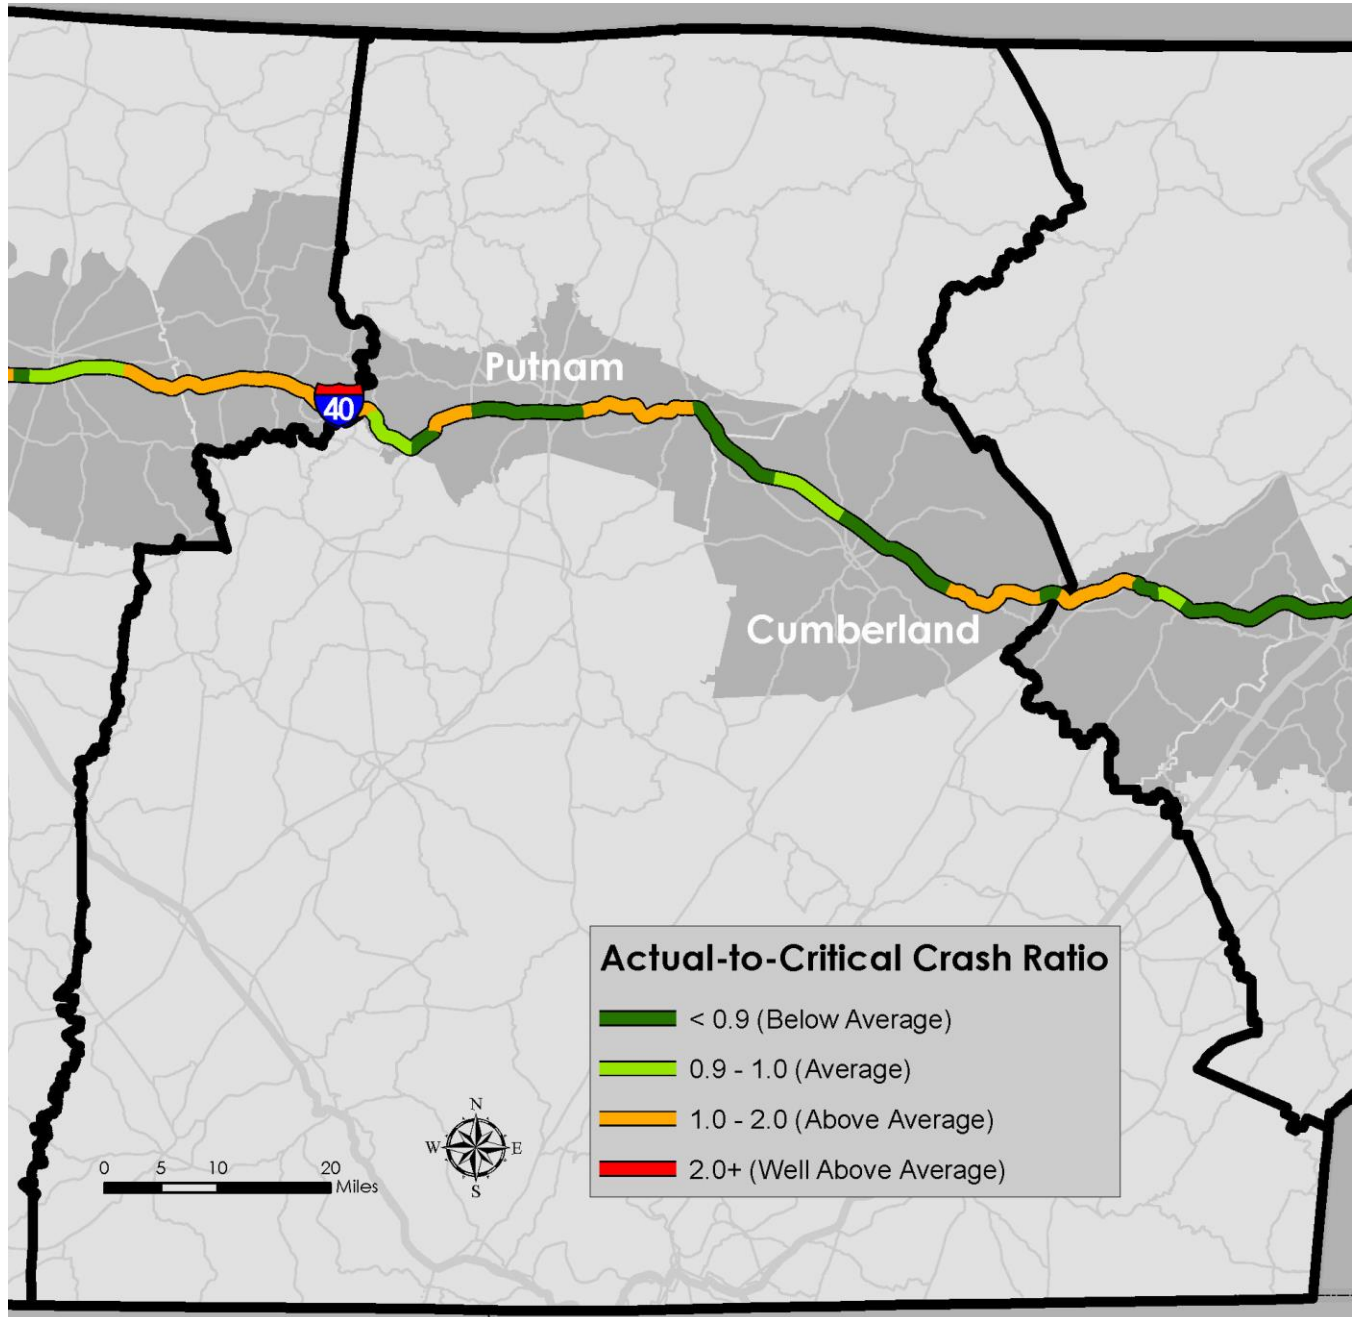 Putnam
40
Cumberland
Actual-to-Critical Crash Ratio
< 0.9 (Below Average)
0.9 - 1.0 (Average)
1.0 - 2.0 (Above Average)
2.0+ (Well Above Average)
N
W E
S
0 5 10 20
Miles